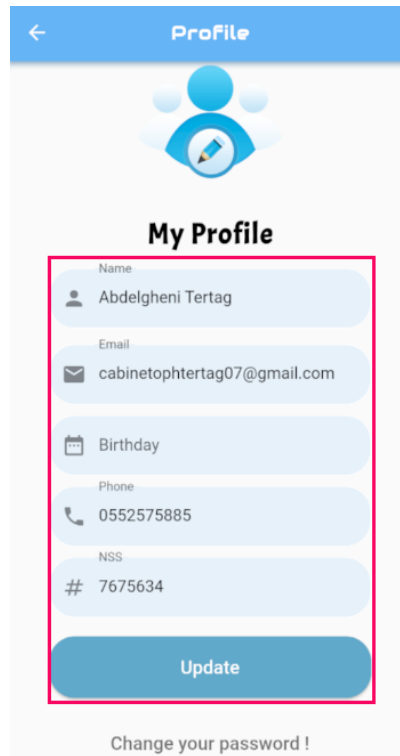 Profile
My Profile
Name
Abdelgheni Tertag
Email
cabinetophtertag07@gmail.com
Birthday
Phone
0552575885
NSS
# 7675634
Update
Change your password !